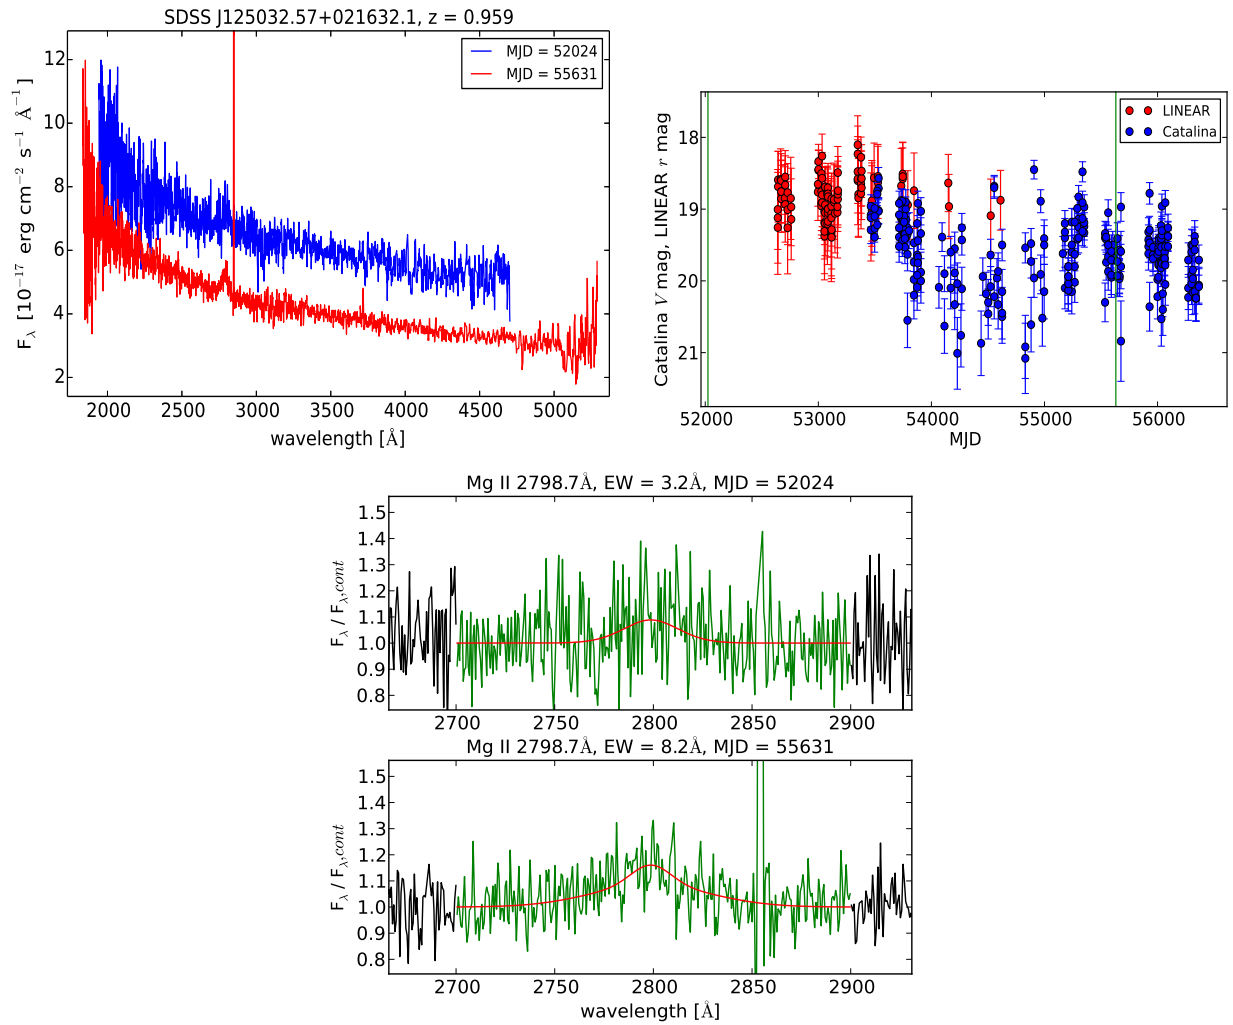 SDSS J125032.57+021632.1, z = 0.959
F_λ [10^−17 erg cm^−2 s^−1 Å^−1]
12
10
8
6
4
2
MJD = 52024
MJD = 55631
2000 2500 3000 3500 4000 4500 5000
wavelength [Å]
Catalina V mag, LINEAR r mag
18
19
20
21
LINEAR
Catalina
52000 53000 54000 55000 56000
MJD
Mg II 2798.7Å, EW = 3.2Å, MJD = 52024
F_λ / F_λ,cont
1.5
1.4
1.3
1.2
1.1
1.0
0.9
0.8
2700 2750 2800 2850 2900
Mg II 2798.7Å, EW = 8.2Å, MJD = 55631
F_λ / F_λ,cont
1.5
1.4
1.3
1.2
1.1
1.0
0.9
0.8
2700 2750 2800 2850 2900
wavelength [Å]